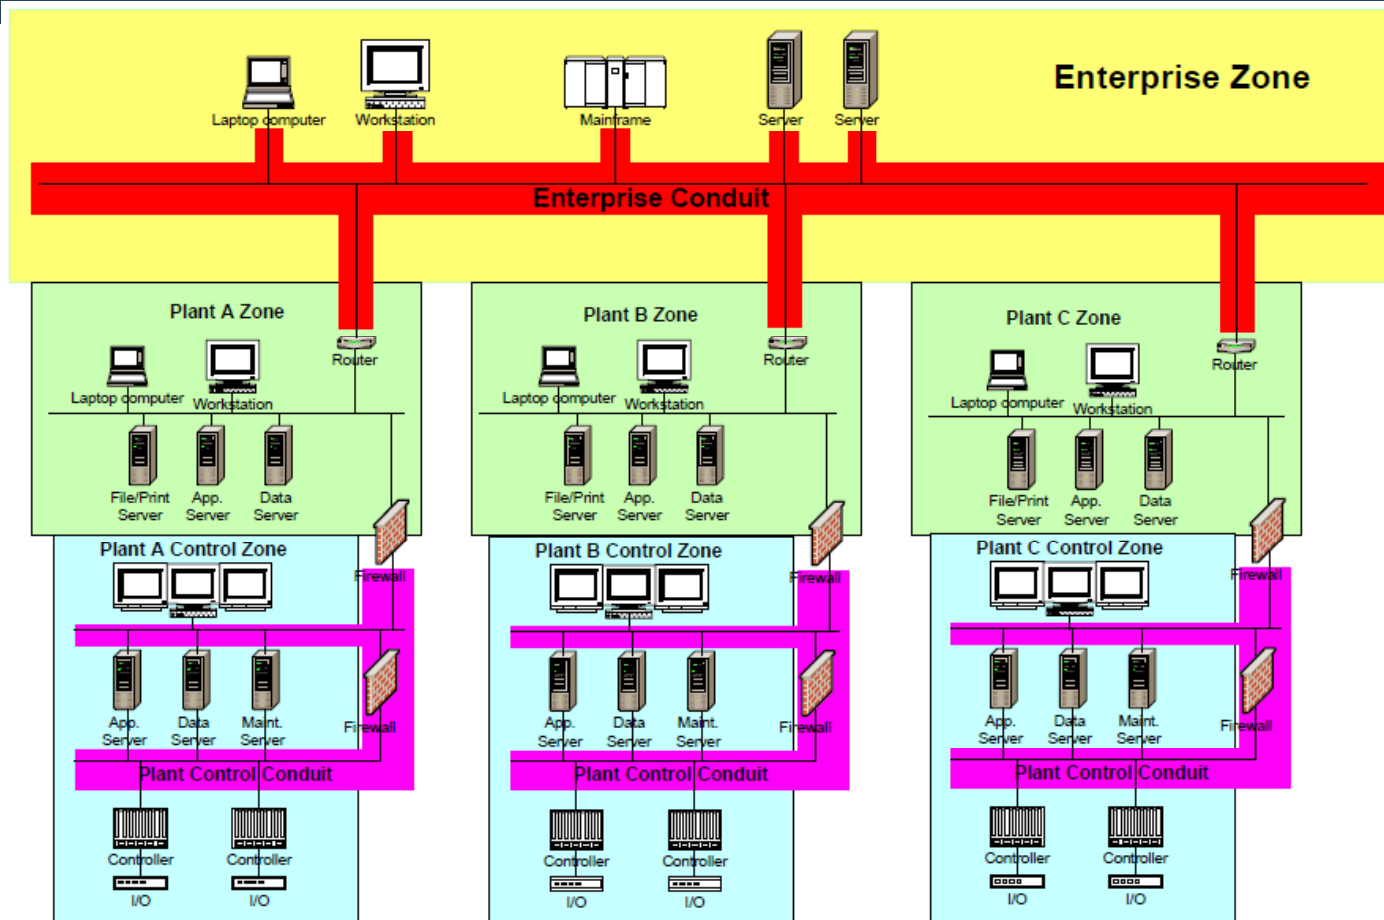 Enterprise Zone
Laptop computer
Workstation
Mainframe
Server
Server
Enterprise Conduit
Plant A Zone
Router
Laptop computer
Workstation
File/Print
Server
App.
Server
Data
Server
Firewall
Plant A Control Zone
App.
Server
Data
Server
Maint.
Server
Firewall
Plant Control Conduit
Controller
Controller
I/O
I/O
Plant B Zone
Router
Laptop computer
Workstation
File/Print
Server
App.
Server
Data
Server
Firewall
Plant B Control Zone
App.
Server
Data
Server
Maint.
Server
Firewall
Plant Control Conduit
Controller
Controller
I/O
I/O
Plant C Zone
Router
Laptop computer
Workstation
File/Print
Server
App.
Server
Data
Server
Firewall
Plant C Control Zone
App.
Server
Data
Server
Maint.
Server
Firewall
Plant Control Conduit
Controller
Controller
I/O
I/O